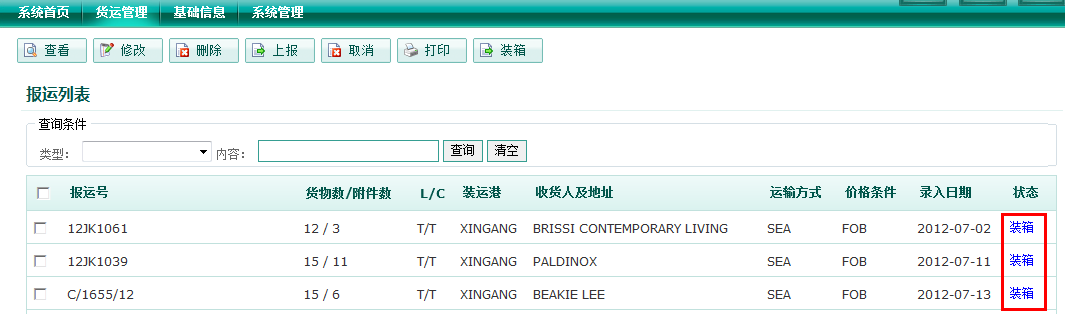 系统首页 货运管理 基础信息 系统管理
查看 修改 删除 上报 取消 打印 装箱
报运列表
查询条件
类型： 内容： 查询 清空
报运号 货物数/附件数 L/C 装运港 收货人及地址 运输方式 价格条件 录入日期 状态
12JK1061 12 / 3 T/T XINGANG BRISSI CONTEMPORARY LIVING SEA FOB 2012-07-02 装箱
12JK1039 15 / 11 T/T XINGANG PALDINOX SEA FOB 2012-07-11 装箱
C/1655/12 15 / 6 T/T XINGANG BEAKIE LEE SEA FOB 2012-07-13 装箱